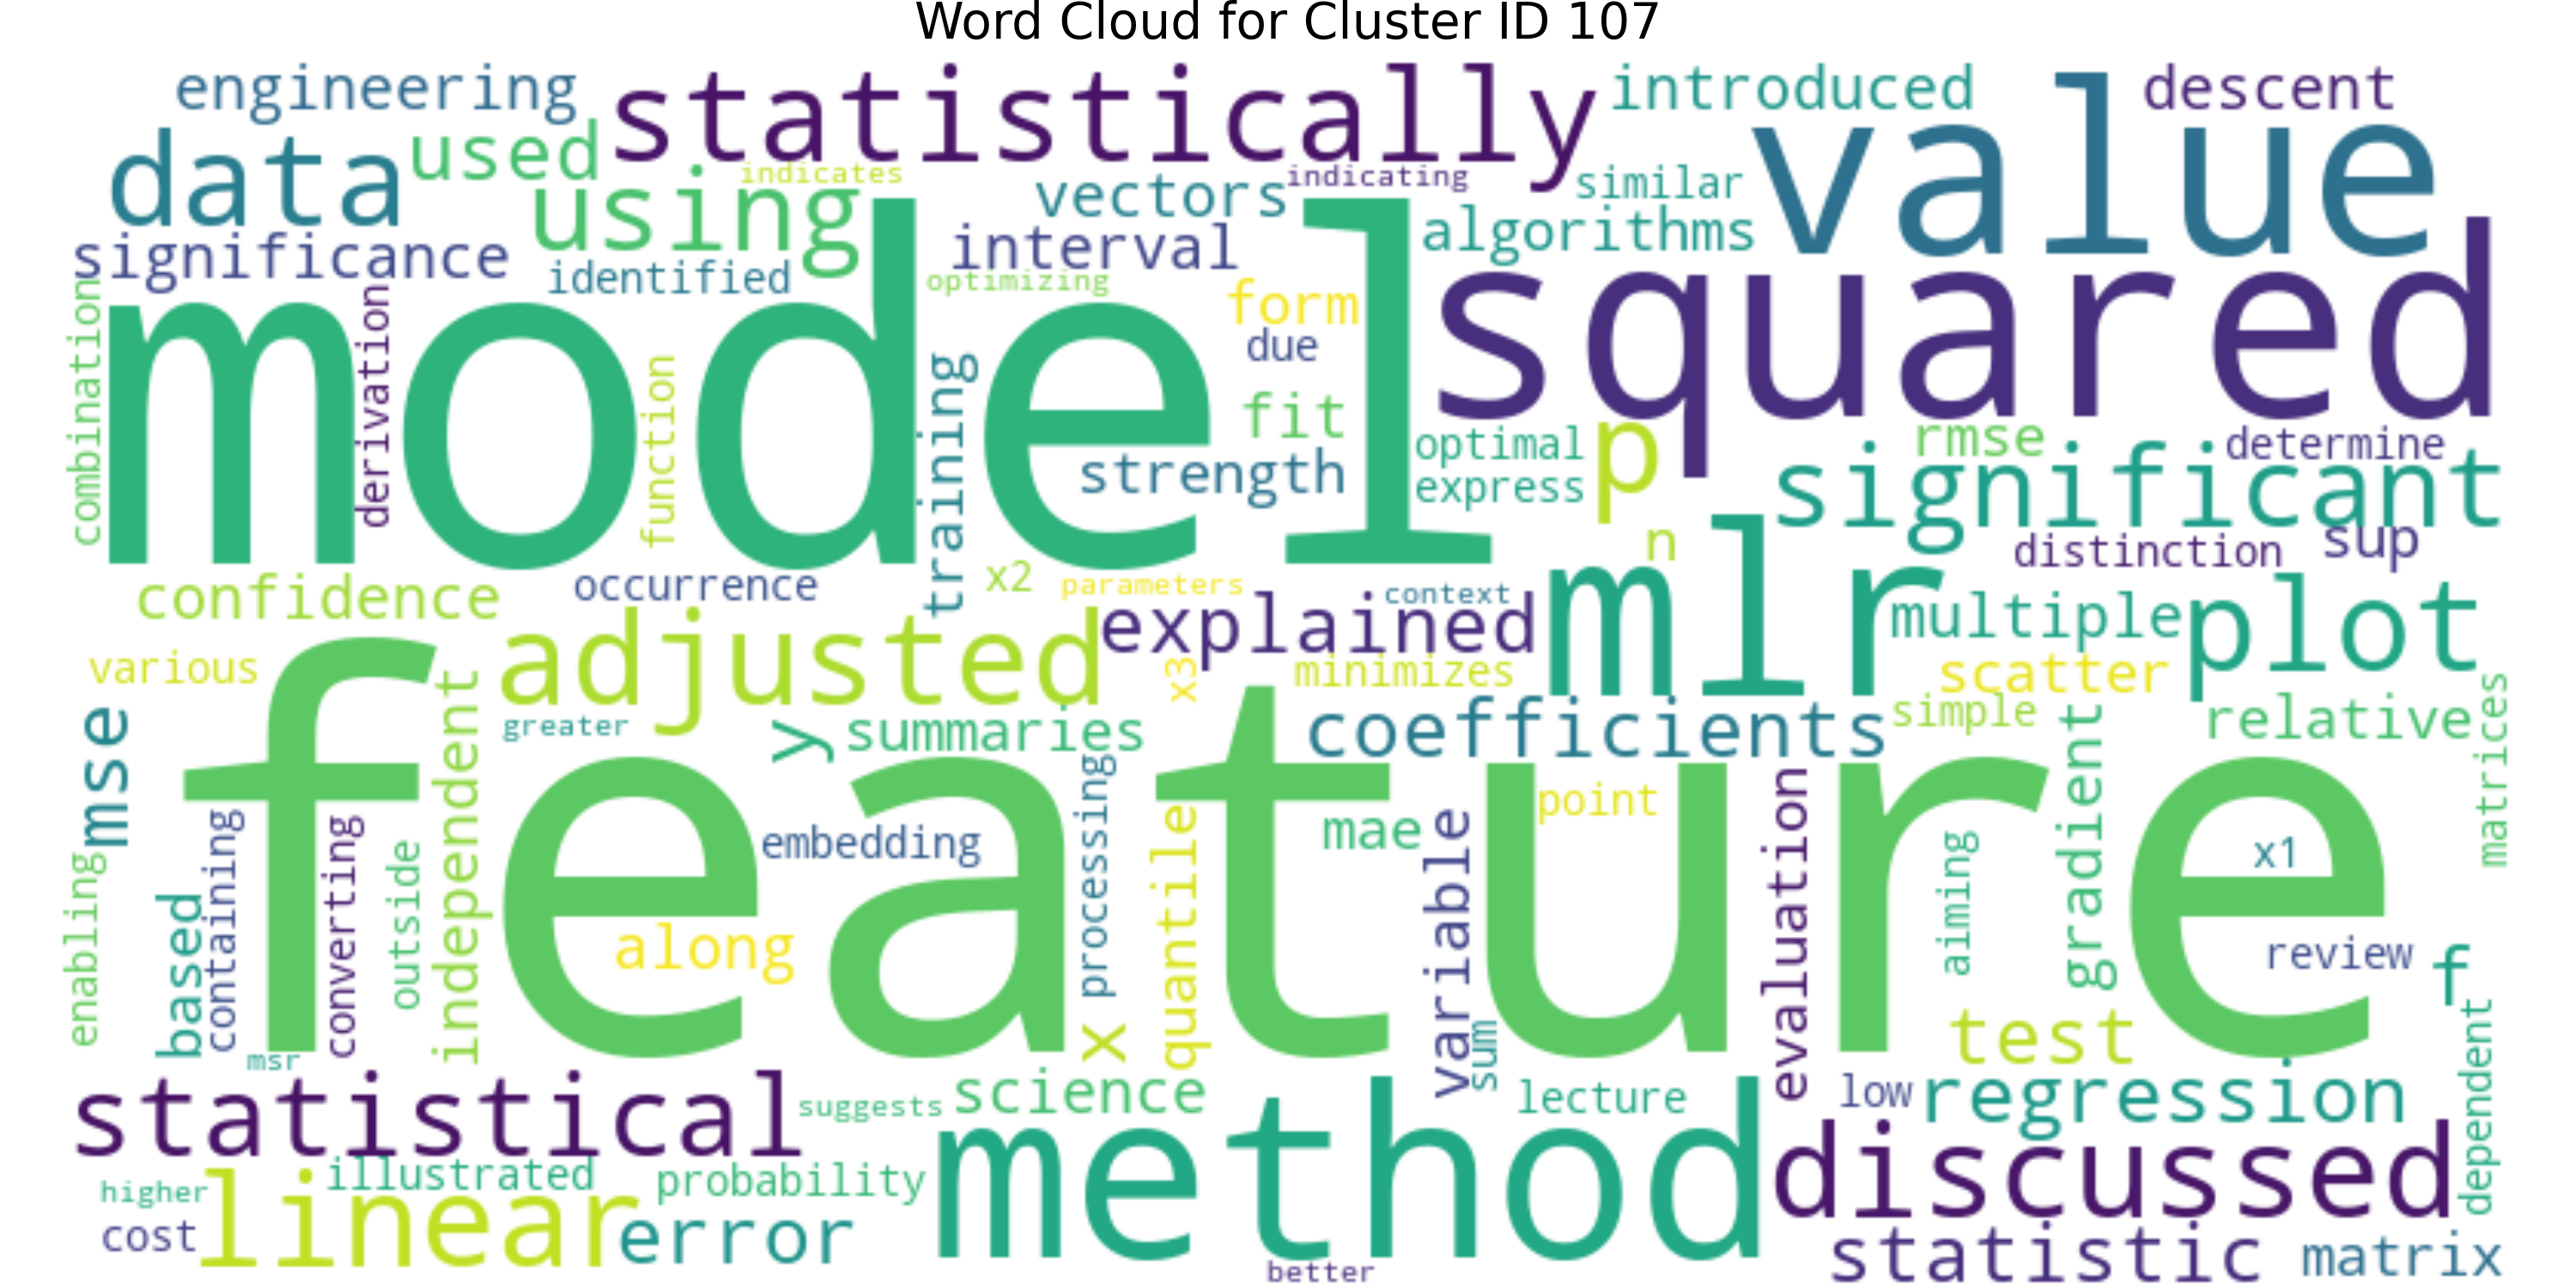 Word Cloud for Cluster ID 107
engineering
statistically
introduced
descent
data
used
using
indicates
vectors
indicating
similar
value
significance
identified
interval
algorithms
optimizing
squared
combinations
model
derivation
function
training
form
due
fit
strength
optimal
express
p
rmse
determine
significant
n
distinction
sup
confidence
occurrence
x2
parameters
context
mlr
multiple
plot
various
adjusted
explained
x3
minimizes
scatter
mse
feature
independent
greater
y
summaries
coefficients
simple
relative
matrices
enabling
based
containing
converting
outside
embedding
along
processing
x
quantile
mae
variable
sum
point
evaluation
aiming
gradient
x1
review
f
test
dependent
msr
statistical
suggests
science
lecture
low
regression
higher
illustrated
probability
method
discussed
cost
linear
error
better
statistic
matrix